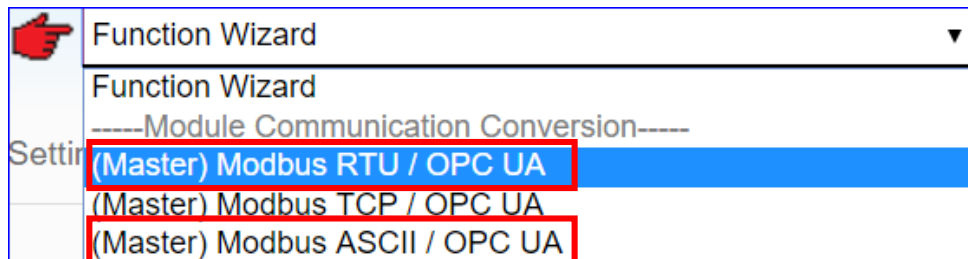 Function Wizard ▼
Function Wizard
-----Module Communication Conversion-----
Settin
(Master) Modbus RTU / OPC UA
(Master) Modbus TCP / OPC UA
(Master) Modbus ASCII / OPC UA